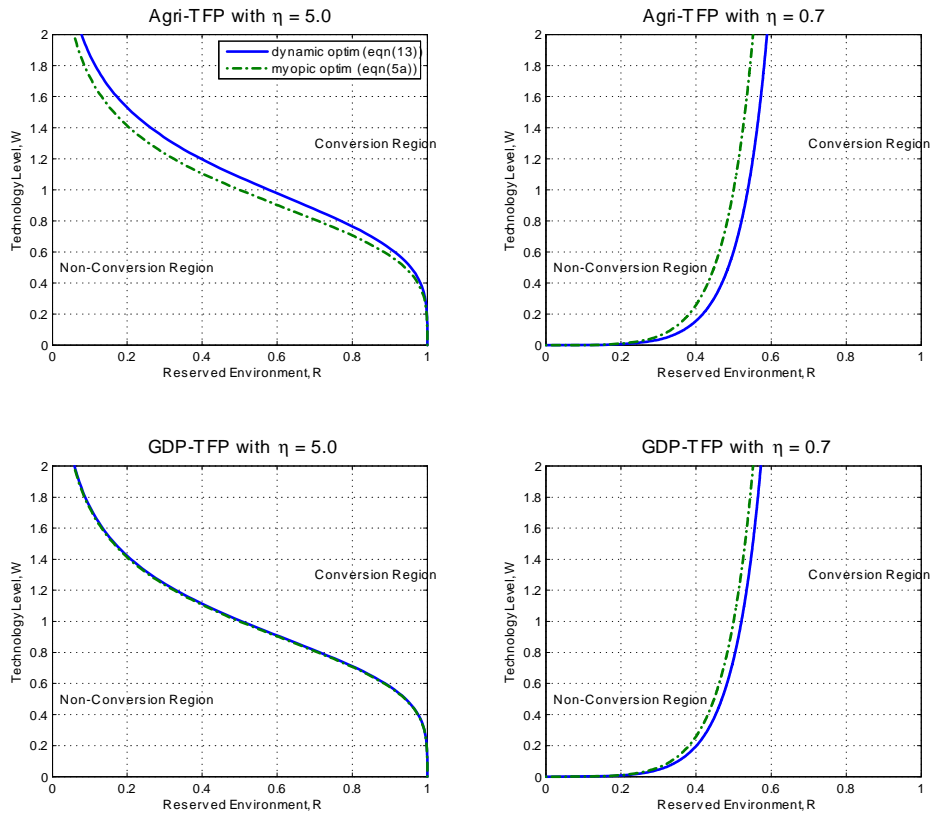 Agri-TFP with η = 5.0
2
1.8
1.6
1.4
1.2
1
0.8
0.6
0.4
0.2
0
Technology Level, W
dynamic optim (eqn(13))
myopic optim (eqn(5a))
Conversion Region
Non-Conversion Region
0 0.2 0.4 0.6 0.8 1
Reserved Environment, R
Agri-TFP with η = 0.7
2
1.8
1.6
1.4
1.2
1
0.8
0.6
0.4
0.2
0
Technology Level, W
Conversion Region
Non-Conversion Region
0 0.2 0.4 0.6 0.8 1
Reserved Environment, R
GDP-TFP with η = 5.0
2
1.8
1.6
1.4
1.2
1
0.8
0.6
0.4
0.2
0
Technology Level, W
Conversion Region
Non-Conversion Region
0 0.2 0.4 0.6 0.8 1
Reserved Environment, R
GDP-TFP with η = 0.7
2
1.8
1.6
1.4
1.2
1
0.8
0.6
0.4
0.2
0
Technology Level, W
Conversion Region
Non-Conversion Region
0 0.2 0.4 0.6 0.8 1
Reserved Environment, R